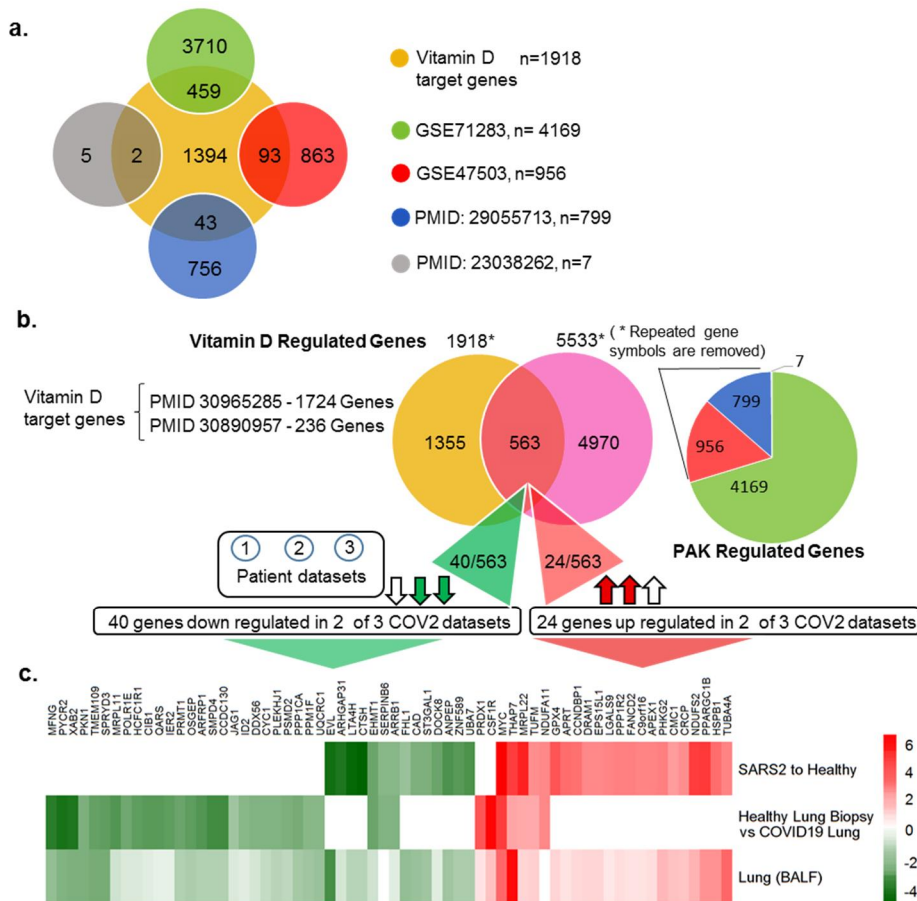 a.
3710
459
5
2
1394
93
863
43
756
Vitamin D n=1918
target genes
GSE71283, n= 4169
GSE47503, n=956
PMID: 29055713, n=799
PMID: 23038262, n=7
b.
Vitamin D Regulated Genes
1918*
5533*
( * Repeated gene
symbols are removed)
7
Vitamin D
target genes
PMID 30965285 - 1724 Genes
PMID 30890957 - 236 Genes
1355
563
4970
799
956
4169
PAK Regulated Genes
1
2
3
Patient datasets
40/563
24/563
40 genes down regulated in 2 of 3 COV2 datasets
24 genes up regulated in 2 of 3 COV2 datasets
c.
MFNG
PYCR2
XAB2
PKN1
TMEM109
SPRYD3
MRPL11
POLR1E
HCFC1R1
CIB1
QARS
IER2
PRMT1
OSGEP
ARFRP1
SMPD4
CCDC130
JAG1
ID2
DDX56
CYC1
PLEKHJ1
PSMD2
PPP1CA
PPM1F
UQCRC1
EVL
ARHGAP31
LTA4H
CTSH
EHMT1
SERPINB6
ARRB1
FHL1
CAD
ST3GAL1
DOCK8
ANPEP
ZNF589
UBA7
PRDX1
CSF1R
MYC
THAP7
MRPL22
TUFM
NDUFA11
GPX4
APRT
CCNDBP1
DRAM1
EPS15L1
LGALS9
PAQR2
FANCD2
C9orf16
APEX1
PHKG2
CMC1
CRCP
NDUFS2
PPARGC1B
HSPB1
TUBA4A
SARS2 to Healthy
Healthy Lung Biopsy
vs COVID19 Lung
Lung (BALF)
6
4
2
0
-2
-4